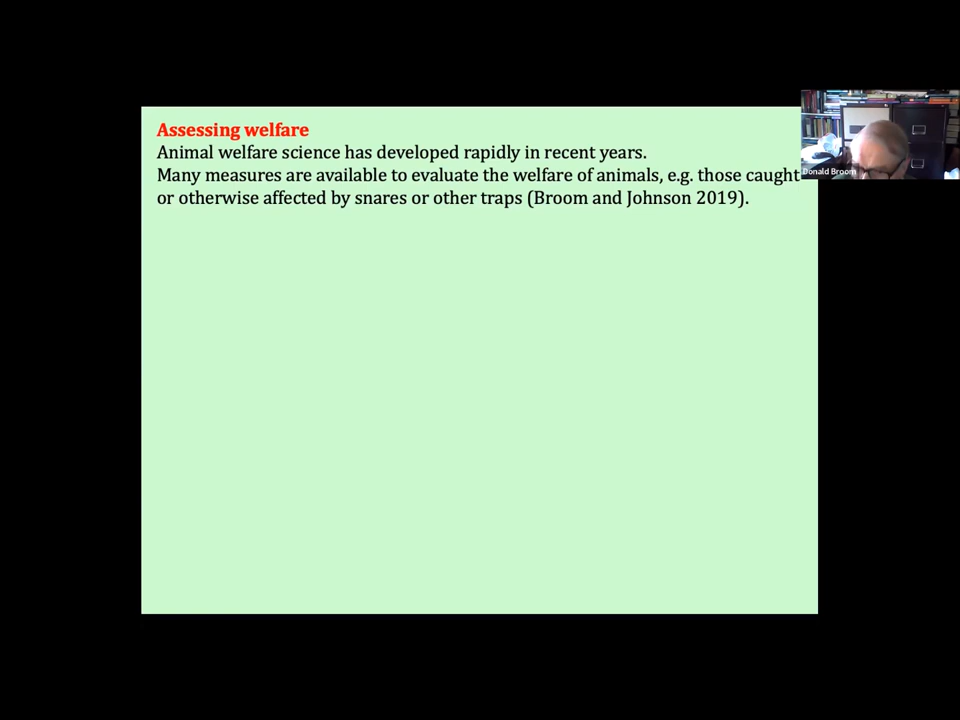 Assessing welfare
Animal welfare science has developed rapidly in recent years.
Many measures are available to evaluate the welfare of animals, e.g. those caught
or otherwise affected by snares or other traps (Broom and Johnson 2019).
Donald Broom